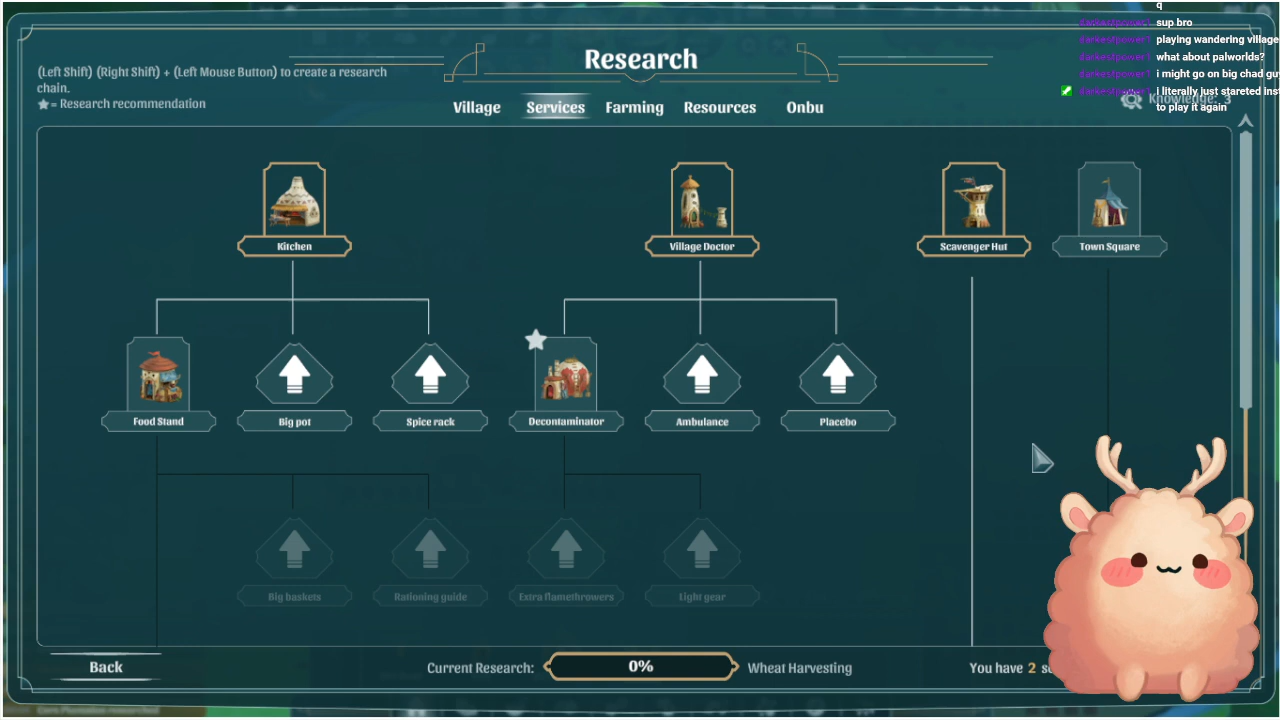 q
sup bro
playing wandering village
what about palworlds?
i might go on big chad
i literally just stareted
to play it again
Research
(Left Shift) (Right Shift) + (Left Mouse Button) to create a research
chain.
= Research recommendation
Village Services Farming Resources Onbu
Knowledge: 3
Kitchen Village Doctor Scavenger Hut Town Square
Food Stand Big pot Spice rack Decontaminator Ambulance Placebo
Big baskets Rationing guide Extra flamethrowers Light gear
Back Current Research: 0% Wheat Harvesting You have 2